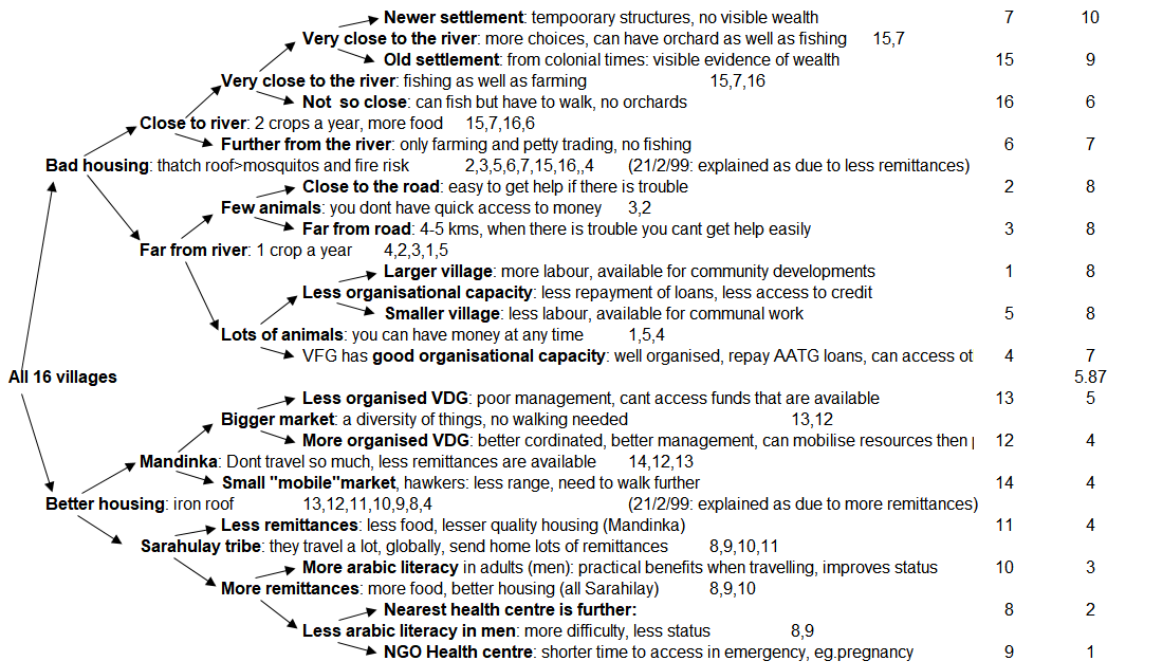 Newer settlement: tempoorary structures, no visible wealth 7 10
Very close to the river: more choices, can have orchard as well as fishing 15,7
Old settlement: from colonial times: visible evidence of wealth 15 9
Very close to the river: fishing as well as farming 15,7,16
Not so close: can fish but have to walk, no orchards 16 6
Close to river: 2 crops a year, more food 15,7,16,6
Further from the river: only farming and petty trading, no fishing 6 7
Bad housing: thatch roof>mosquitos and fire risk 2,3,5,6,7,15,16,,4 (21/2/99: explained as due to less remittances)
Close to the road: easy to get help if there is trouble 2 8
Few animals: you dont have quick access to money 3,2
Far from road: 4-5 kms, when there is trouble you cant get help easily 3 8
Far from river: 1 crop a year 4,2,3,1,5
Larger village: more labour, available for community developments 1 8
Less organisational capacity: less repayment of loans, less access to credit
Smaller village: less labour, available for communal work 5 8
Lots of animals: you can have money at any time 1,5,4
VFG has good organisational capacity: well organised, repay AATG loans, can access ot 4 7
All 16 villages 5.87
Less organised VDG: poor management, cant access funds that are available 13 5
Bigger market: a diversity of things, no walking needed 13,12
More organised VDG: better cordinated, better management, can mobilise resources then 12 4
Mandinka: Dont travel so much, less remittances are available 14,12,13
Small "mobile"market, hawkers: less range, need to walk further 14 4
Better housing: iron roof 13,12,11,10,9,8,4 (21/2/99: explained as due to more remittances)
Less remittances: less food, lesser quality housing (Mandinka) 11 4
Sarahulay tribe: they travel a lot, globally, send home lots of remittances 8,9,10,11
More arabic literacy in adults (men): practical benefits when travelling, improves status 10 3
More remittances: more food, better housing (all Sarahilay) 8,9,10
Nearest health centre is further: 8 2
Less arabic literacy in men: more difficulty, less status 8,9
NGO Health centre: shorter time to access in emergency, eg.pregnancy 9 1